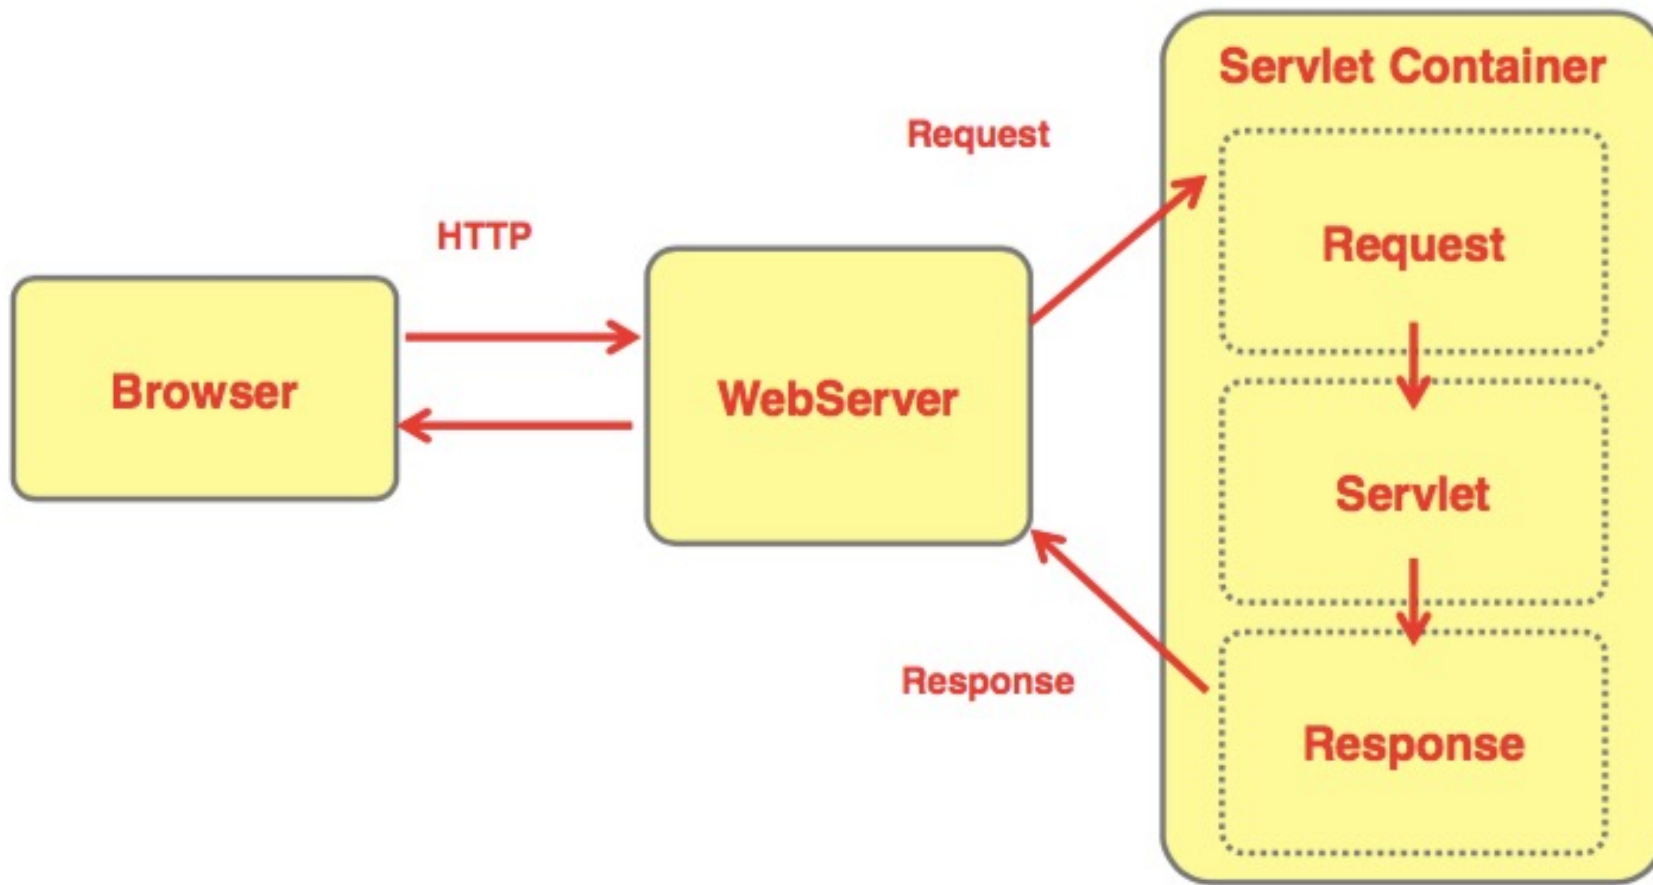 Servlet Container
Request
HTTP
Request
Browser
WebServer
Servlet
Response
Response